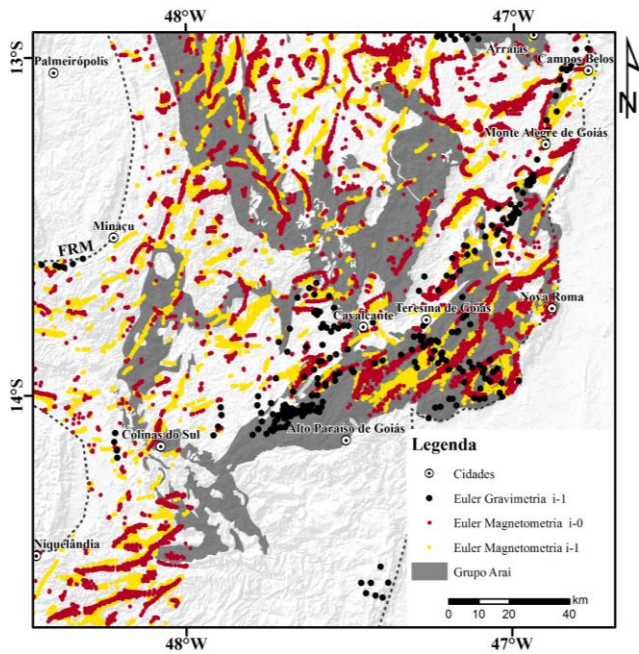 48°W 47°W
13°S
Arraias
Campos Belos
Palmeirópolis
Monte Alegre de Goiás
N
Minaçu
FRM
Nova Roma
Teresina de Goiás
Cavalcante
14°S
Alto Paraíso de Goiás
Colinas do Sul
Niquelândia
Legenda
Cidades
Euler Gravimetria i-1
Euler Magnetometria i-0
Euler Magnetometria i-1
Grupo Araí
0 10 20 40 km
48°W 47°W